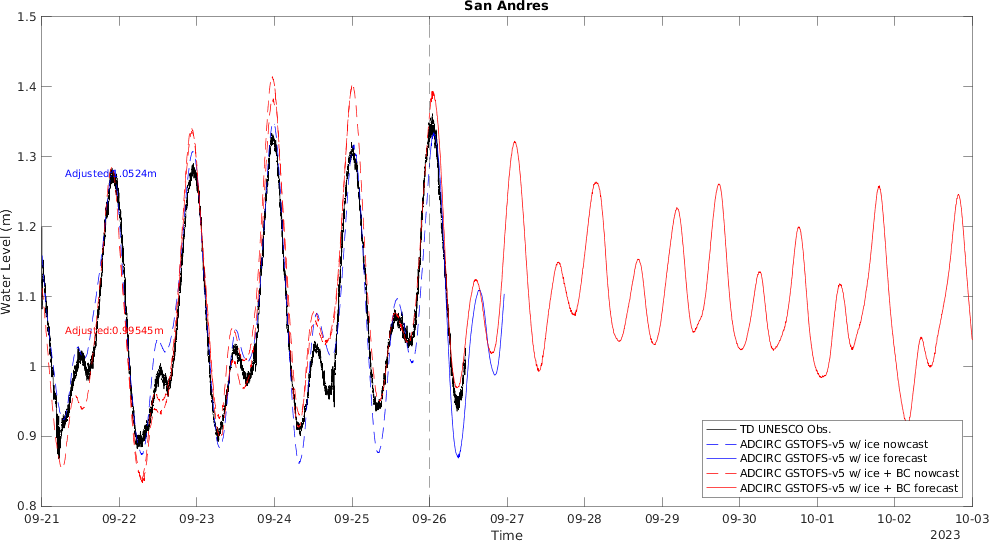 San Andres
1.5
1.4
1.3
1.2
1.1
1
0.9
0.8
Water Level (m)
Adjusted:1.0524m
Adjusted:0.99545m
TD UNESCO Obs.
ADCIRC GSTOFS-v5 w/ ice nowcast
ADCIRC GSTOFS-v5 w/ ice forecast
ADCIRC GSTOFS-v5 w/ ice + BC nowcast
ADCIRC GSTOFS-v5 w/ ice + BC forecast
09-21 09-22 09-23 09-24 09-25 09-26 09-27 09-28 09-29 09-30 10-01 10-02 10-03
Time
2023